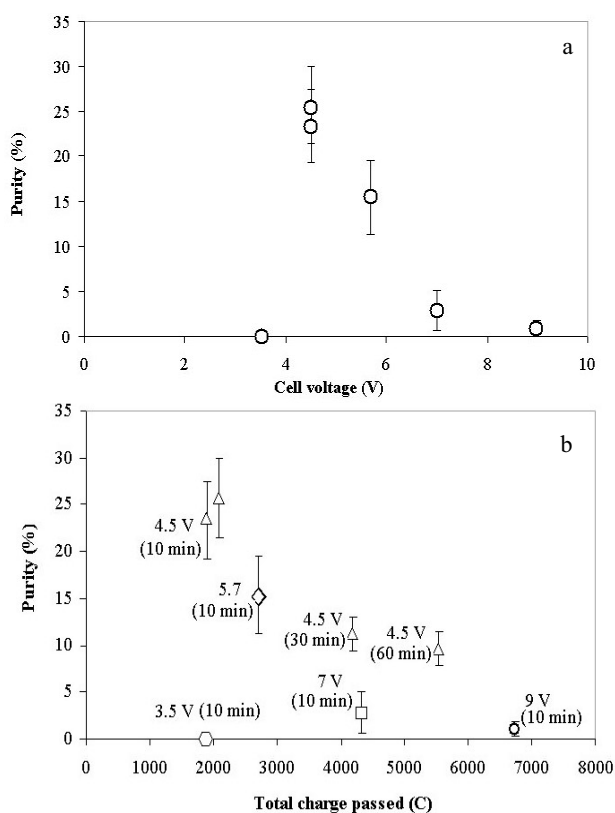 a
35
30
25
20
15
10
5
0
Purity (%)
0 2 4 6 8 10
Cell voltage (V)
b
35
30
25
20
15
10
5
0
Purity (%)
4.5 V
(10 min)
5.7
(10 min)
4.5 V
(30 min)
4.5 V
(60 min)
3.5 V (10 min)
7 V
(10 min)
9 V
(10 min)
0 1000 2000 3000 4000 5000 6000 7000 8000
Total charge passed (C)